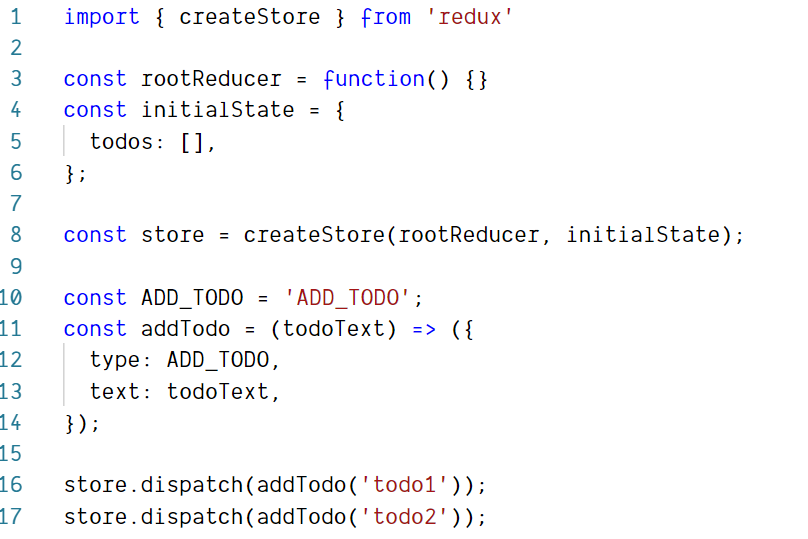 1 import { createStore } from 'redux'
2
3 const rootReducer = function() {}
4 const initialState = {
5   todos: [],
6 };
7
8 const store = createStore(rootReducer, initialState);
9
10 const ADD_TODO = 'ADD_TODO';
11 const addTodo = (todoText) => ({
12   type: ADD_TODO,
13   text: todoText,
14 });
15
16 store.dispatch(addTodo('todo1'));
17 store.dispatch(addTodo('todo2'));